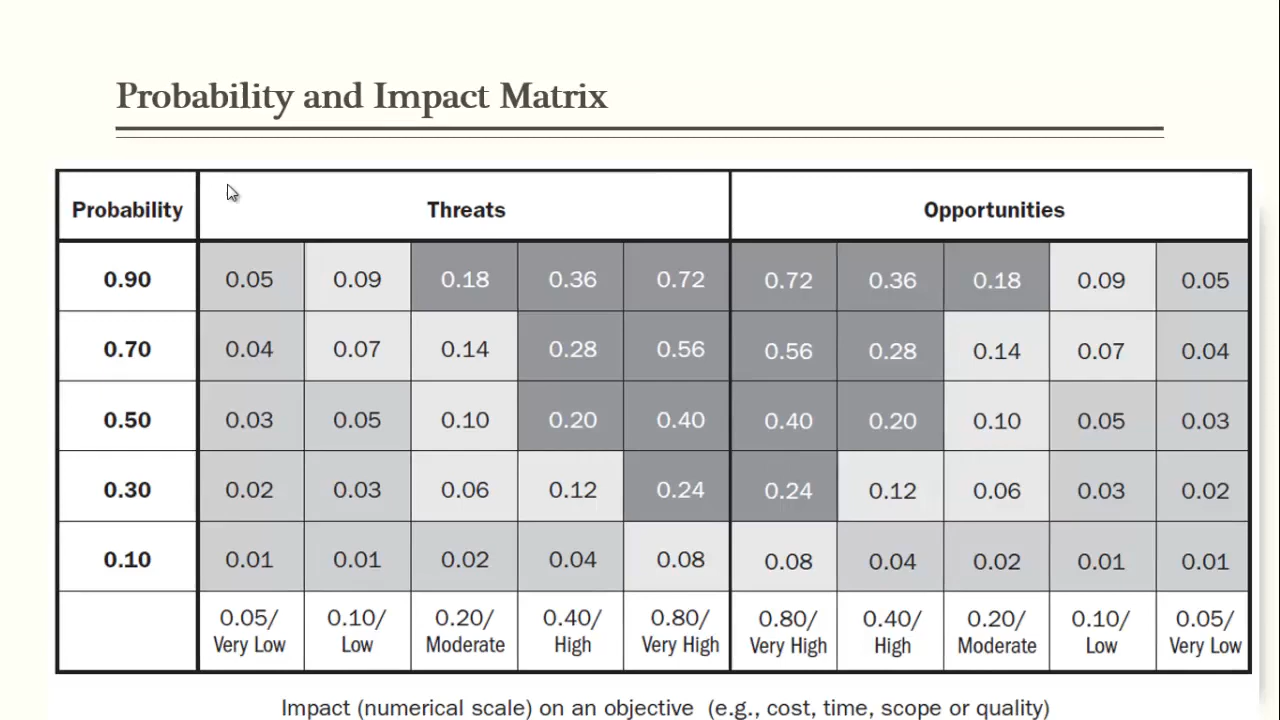 Probability and Impact Matrix
Probability Threats Opportunities
0.90 0.05 0.09 0.18 0.36 0.72 0.72 0.36 0.18 0.09 0.05
0.70 0.04 0.07 0.14 0.28 0.56 0.56 0.28 0.14 0.07 0.04
0.50 0.03 0.05 0.10 0.20 0.40 0.40 0.20 0.10 0.05 0.03
0.30 0.02 0.03 0.06 0.12 0.24 0.24 0.12 0.06 0.03 0.02
0.10 0.01 0.01 0.02 0.04 0.08 0.08 0.04 0.02 0.01 0.01
0.05/ 0.10/ 0.20/ 0.40/ 0.80/ 0.80/ 0.40/ 0.20/ 0.10/ 0.05/
Very Low Low Moderate High Very High Very High High Moderate Low Very Low
Impact (numerical scale) on an objective (e.g., cost, time, scope or quality)